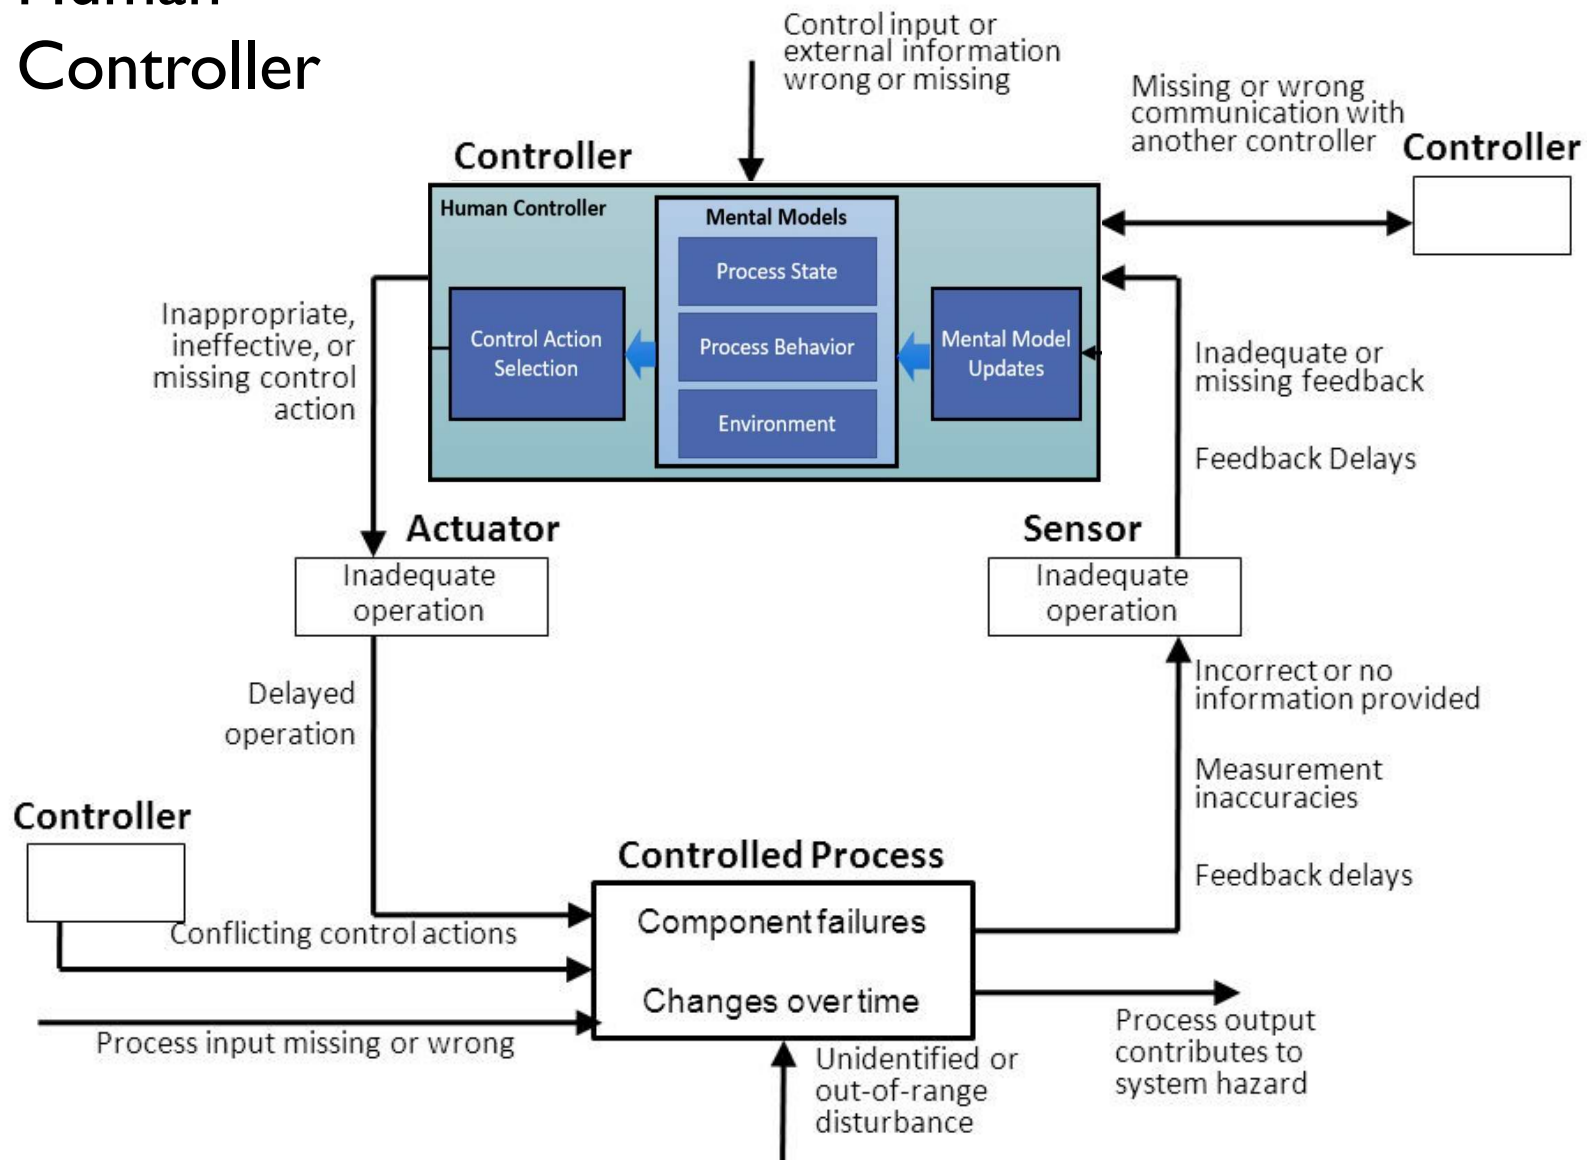 Human
Controller
Control input or
external information
wrong or missing
Missing or wrong
communication with
another controller
Controller
Controller
Human Controller
Mental Models
Process State
Process Behavior
Environment
Control Action
Selection
Mental Model
Updates
Inappropriate,
ineffective, or
missing control
action
Inadequate or
missing feedback
Feedback Delays
Actuator
Inadequate
operation
Sensor
Inadequate
operation
Delayed
operation
Incorrect or no
information provided
Measurement
inaccuracies
Feedback delays
Controller
Conflicting control actions
Process input missing or wrong
Controlled Process
Component failures
Changes over time
Unidentified or
out-of-range
disturbance
Process output
contributes to
system hazard